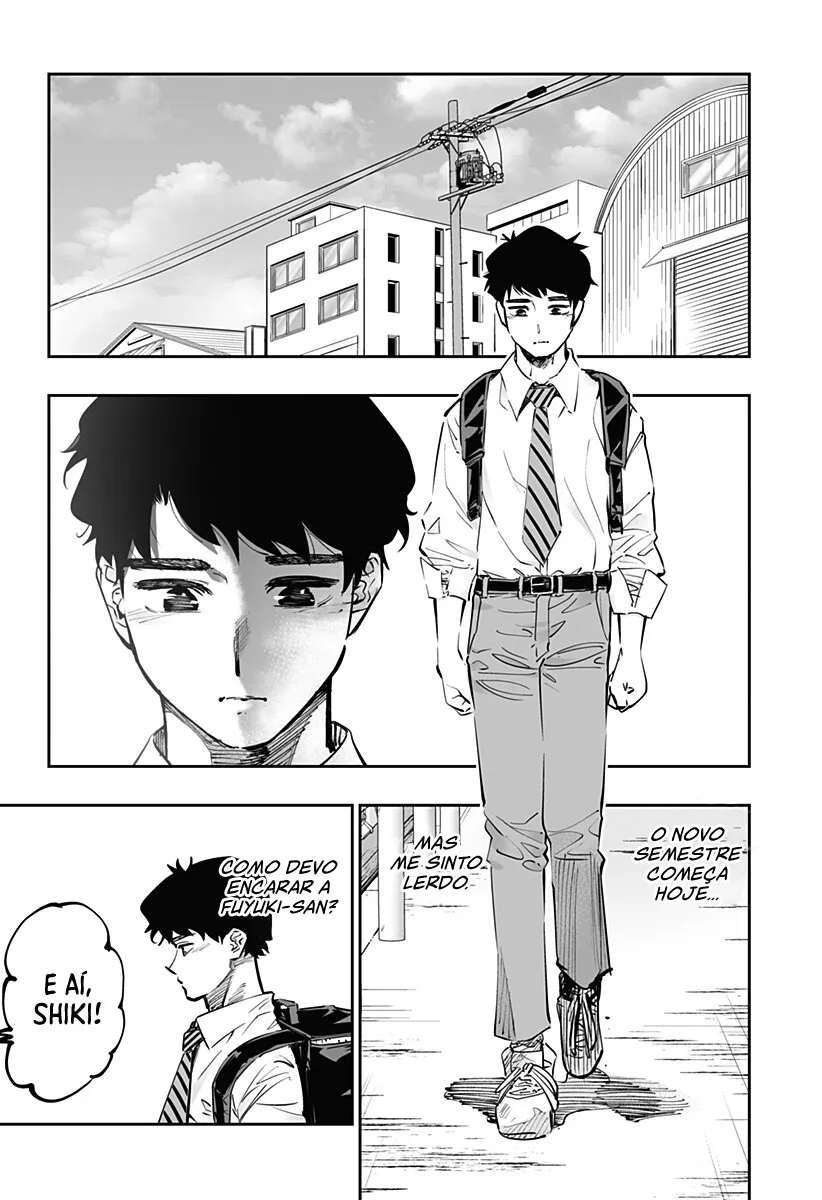 O NOVO
SEMESTRE
COMEÇA
HOJE...
MAS
ME SINTO
LERDO.
COMO DEVO
ENCARAR A
FUYUKI-SAN?
E AÍ,
SHIKI!